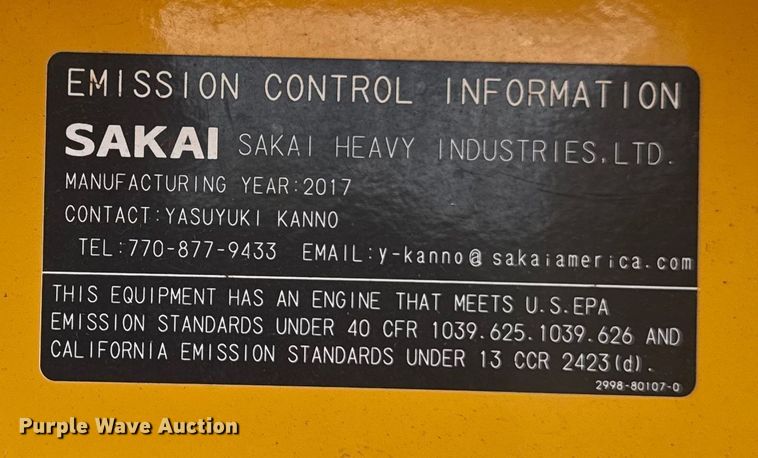 EMISSION CONTROL INFORMATION
SAKAI SAKAI HEAVY INDUSTRIES,LTD.
MANUFACTURING YEAR:2017
CONTACT:YASUYUKI KANNO
TEL:770-877-9433 EMAIL:y-kanno@sakaiamerica.com
THIS EQUIPMENT HAS AN ENGINE THAT MEETS U.S.EPA
EMISSION STANDARDS UNDER 40 CFR 1039.625.1039.626 AND
CALIFORNIA EMISSION STANDARDS UNDER 13 CCR 2423(d).
2998-80107-0
Purple Wave Auction